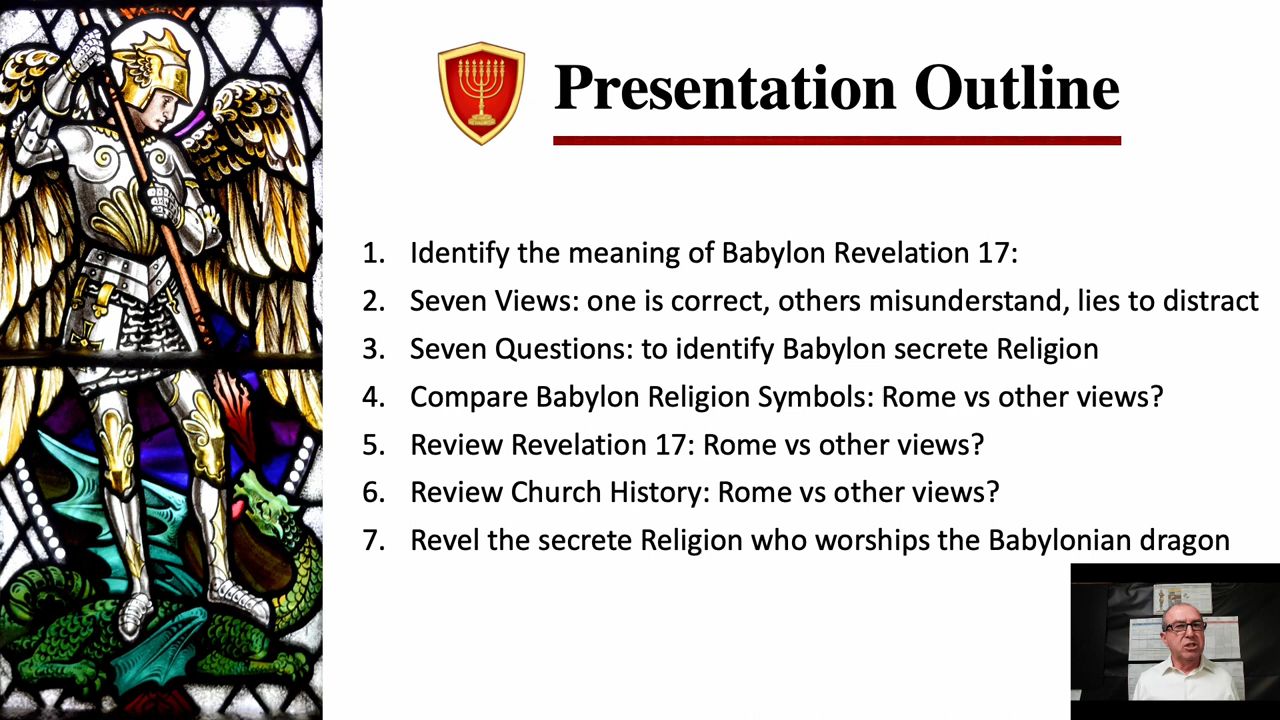 Presentation Outline
1. Identify the meaning of Babylon Revelation 17:
2. Seven Views: one is correct, others misunderstand, lies to distract
3. Seven Questions: to identify Babylon secrete Religion
4. Compare Babylon Religion Symbols: Rome vs other views?
5. Review Revelation 17: Rome vs other views?
6. Review Church History: Rome vs other views?
7. Revel the secrete Religion who worships the Babylonian dragon